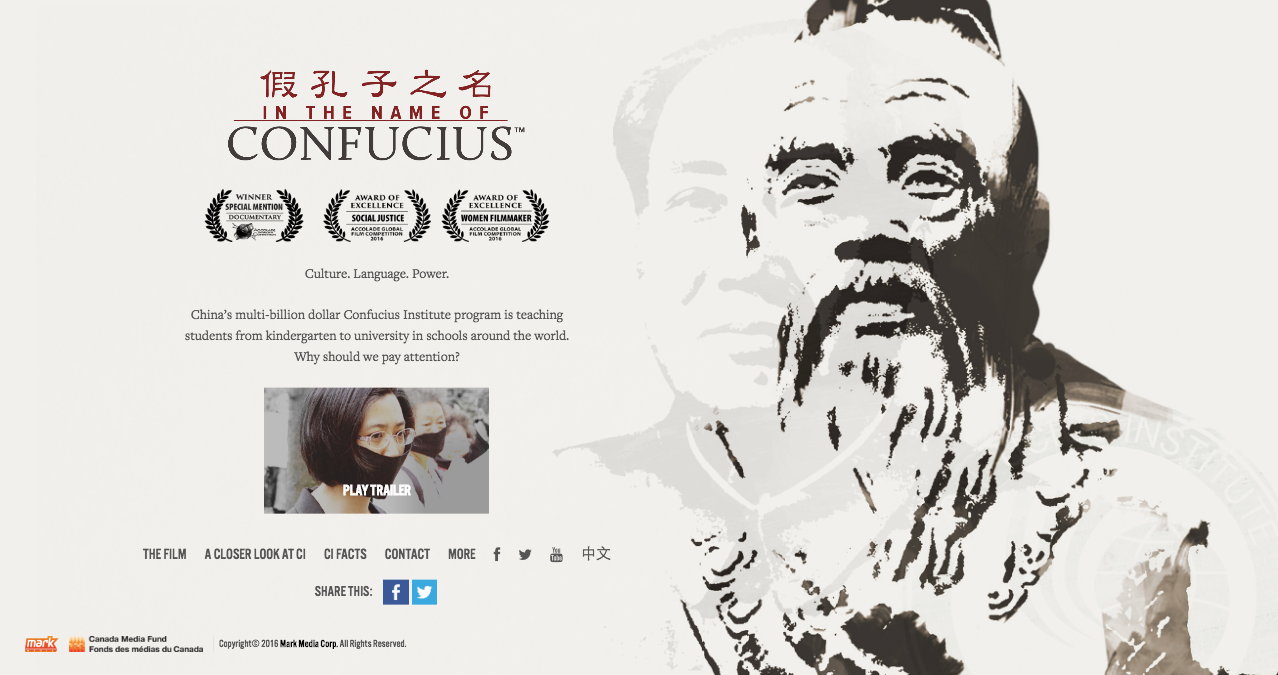 假孔子之名
IN THE NAME OF
CONFUCIUS™
WINNER
SPECIAL MENTION
DOCUMENTARY
AWARD OF
EXCELLENCE
SOCIAL JUSTICE
ACCOLADE GLOBAL
FILM COMPETITION
2016
AWARD OF
EXCELLENCE
WOMEN FILMMAKER
ACCOLADE GLOBAL
FILM COMPETITION
2016
Culture. Language. Power.
China’s multi-billion dollar Confucius Institute program is teaching
students from kindergarten to university in schools around the world.
Why should we pay attention?
PLAY TRAILER
THE FILM A CLOSER LOOK AT CI CI FACTS CONTACT MORE You Tube 中文
SHARE THIS:
mark
Canada Media Fund
Fonds des médias du Canada
Copyright© 2016 Mark Media Corp. All Rights Reserved.
INSTITUTE